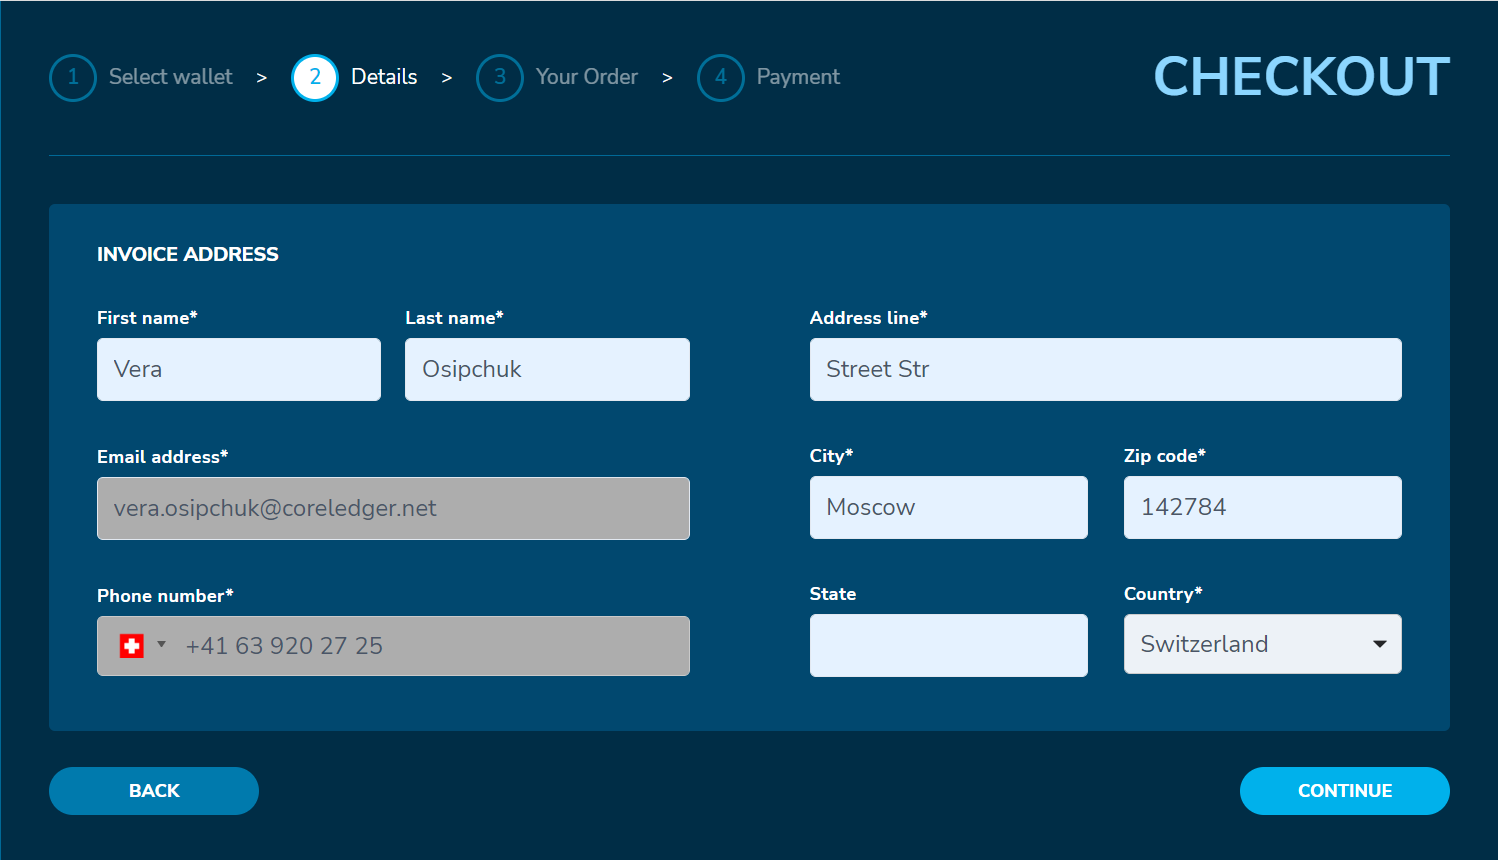 1 Select wallet > 2 Details > 3 Your Order > 4 Payment
CHECKOUT
INVOICE ADDRESS
First name* Last name*
Vera Osipchuk
Email address*
vera.osipchuk@coreledger.net
Phone number*
+41 63 920 27 25
Address line*
Street Str
City* Zip code*
Moscow 142784
State Country*
Switzerland
BACK CONTINUE